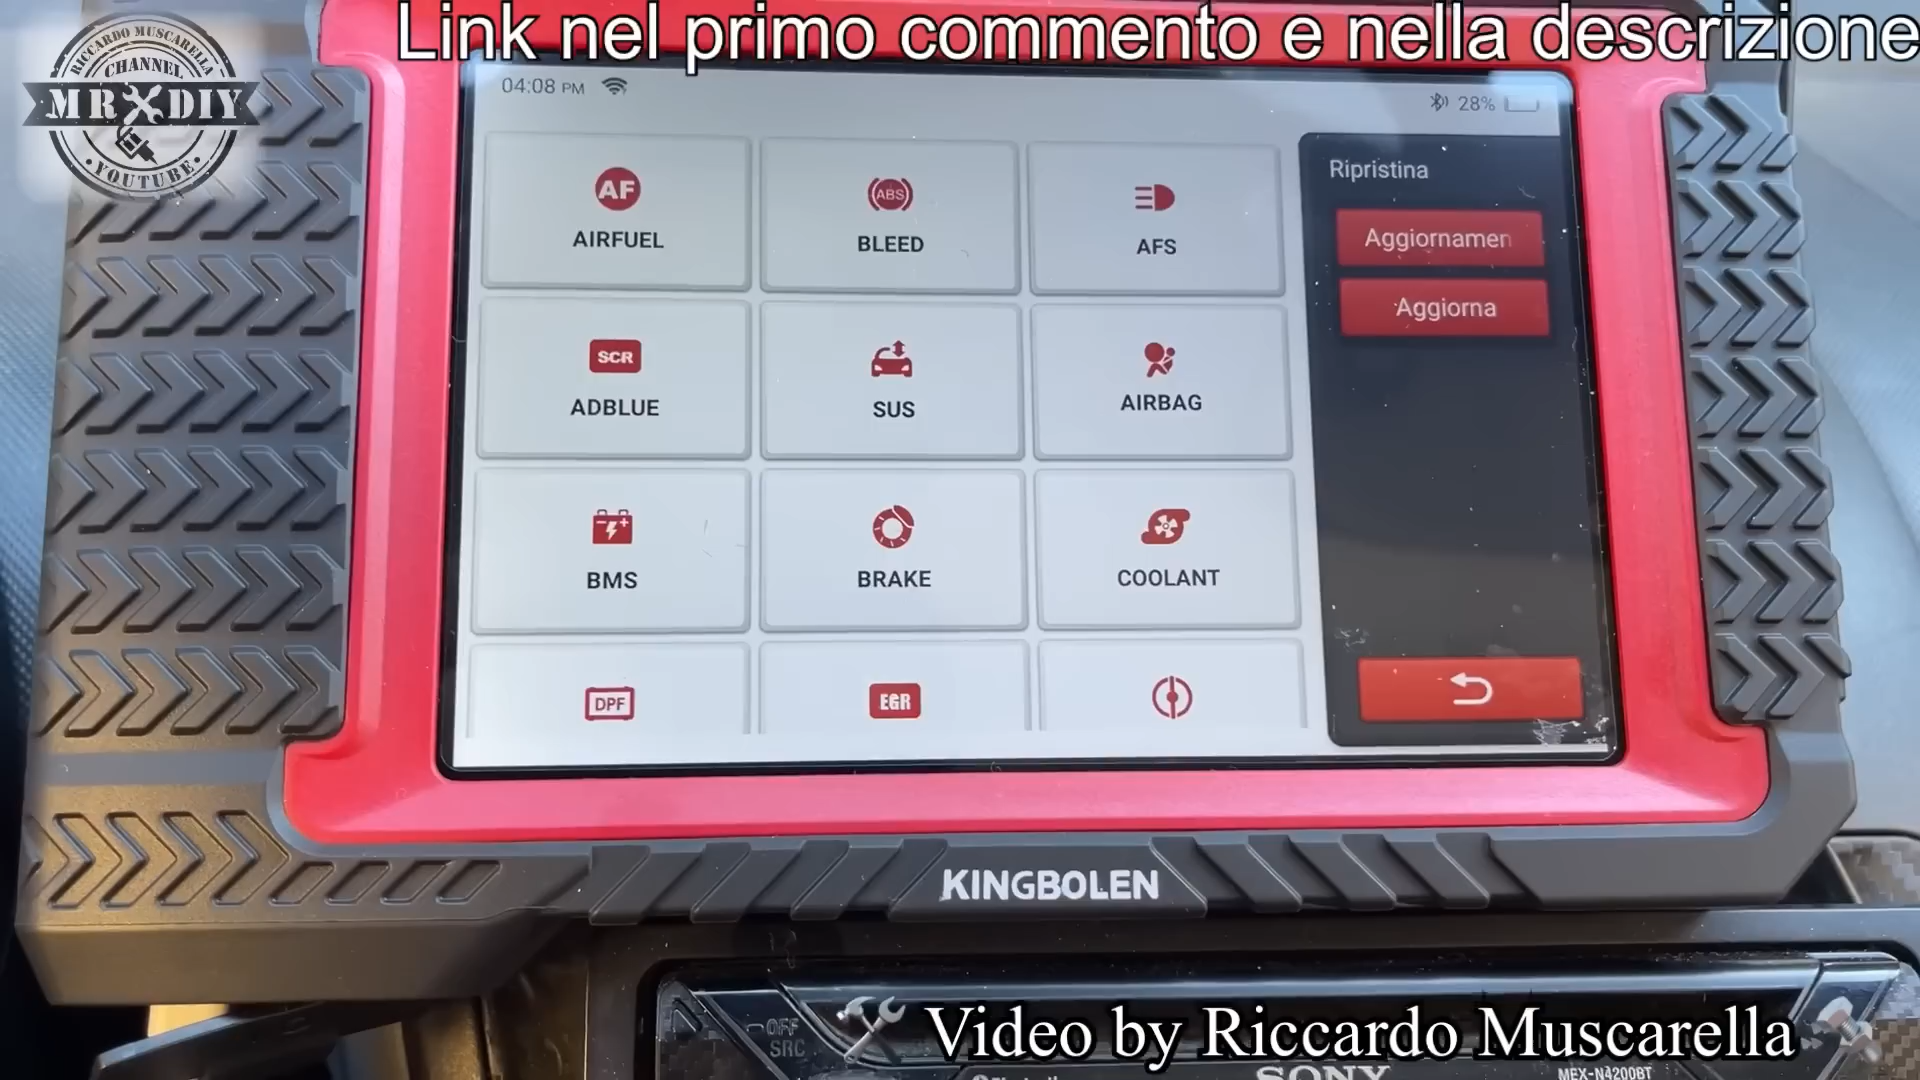 Link nel primo commento e nella descrizione
RICCARDO MUSCARELLA
CHANNEL
MR DIY
YOUTUBE
04:08 PM
28%
AF
AIRFUEL
ABS
BLEED
AFS
Ripristina
Aggiornamen
Aggiorna
SCR
ADBLUE
SUS
AIRBAG
BMS
BRAKE
COOLANT
DPF
EGR
KINGBOLEN
OFF
SRC
Video by Riccardo Muscarella
SONY
MEX-N4200BT